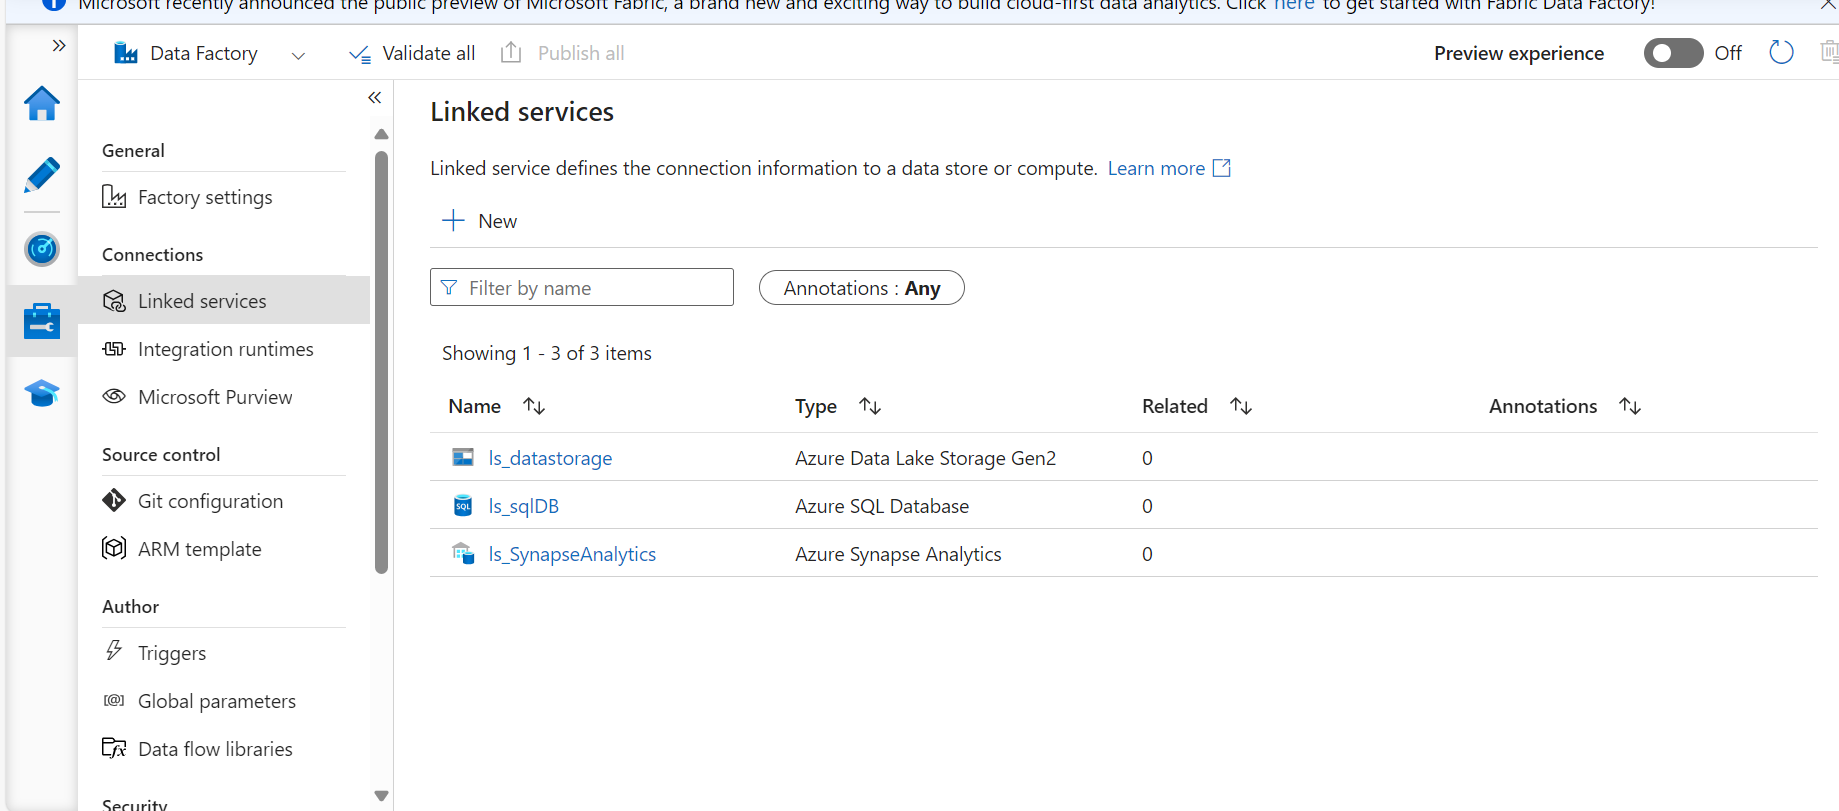 Microsoft recently announced the public preview of Microsoft Fabric, a brand new and exciting way to build cloud-first data analytics. Click here to get started with Fabric Data Factory!
Data Factory
Validate all
Publish all
Preview experience
Off
General
Factory settings
Connections
Linked services
Integration runtimes
Microsoft Purview
Source control
Git configuration
ARM template
Author
Triggers
Global parameters
Data flow libraries
Security
Linked services
Linked service defines the connection information to a data store or compute. Learn more
New
Filter by name
Annotations : Any
Showing 1 - 3 of 3 items
Name Type Related Annotations
ls_datastorage Azure Data Lake Storage Gen2 0
SQL ls_sqlDB Azure SQL Database 0
ls_SynapseAnalytics Azure Synapse Analytics 0